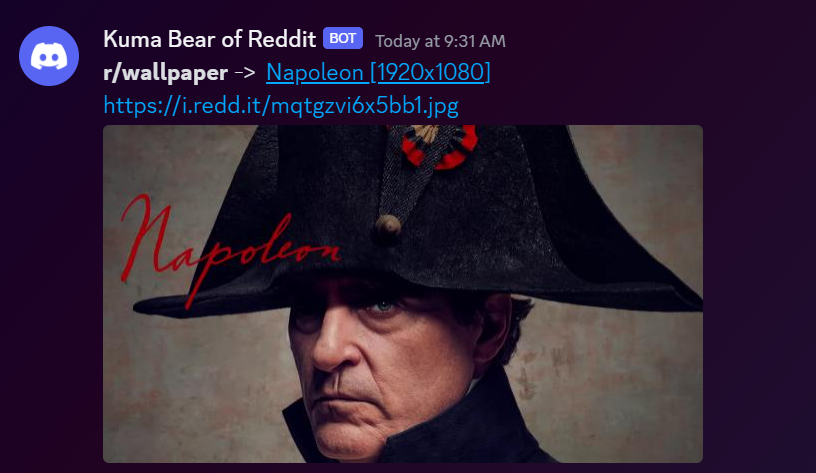 Kuma Bear of Reddit BOT Today at 9:31 AM
r/wallpaper -> Napoleon [1920x1080]
https://i.redd.it/mqtgzvi6x5bb1.jpg
Napoleon